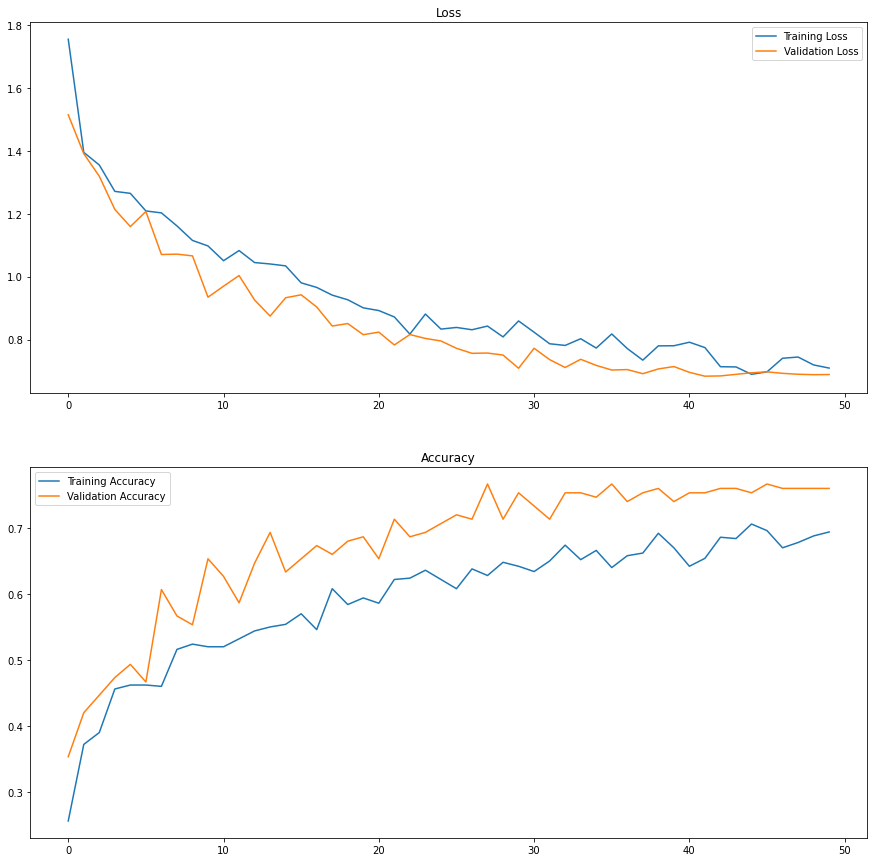 Loss
1.8
1.6
1.4
1.2
1.0
0.8
Training Loss
Validation Loss
0 10 20 30 40 50
Accuracy
0.7
0.6
0.5
0.4
0.3
Training Accuracy
Validation Accuracy
0 10 20 30 40 50